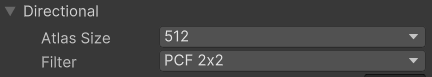 Directional
Atlas Size 512
Filter PCF 2x2